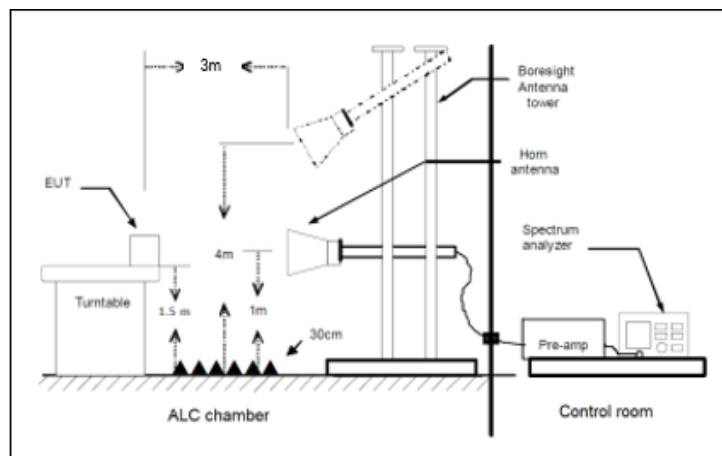 3m
Boresight
Antenna
tower
Horn
antenna
EUT
Spectrum
analyzer
4m
Turntable
1.5 m
1m
30cm
Pre-amp
ALC chamber
Control room